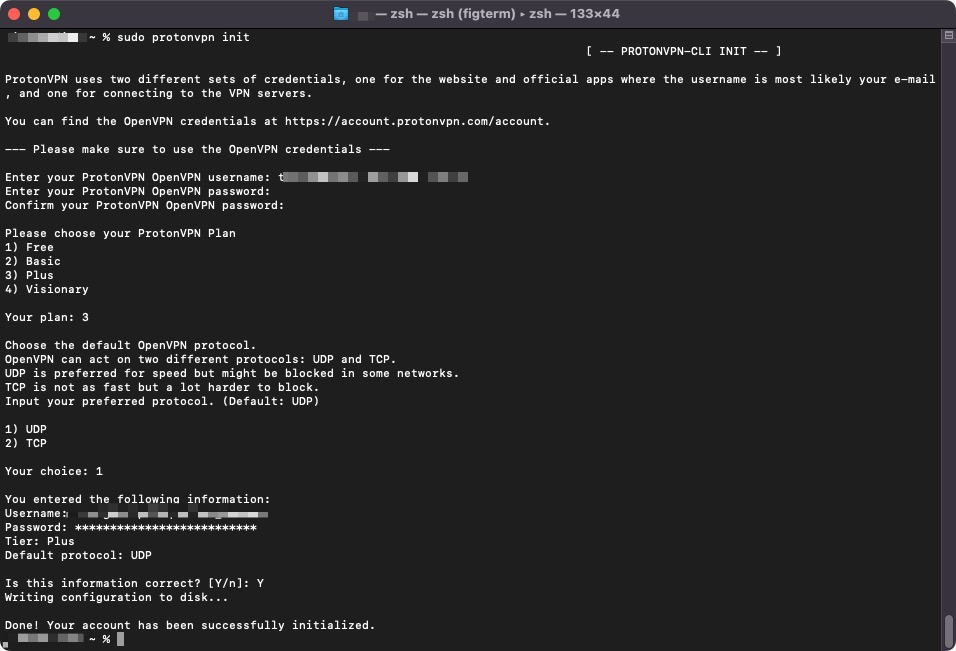 — zsh — zsh (figterm) ▸ zsh — 133×44
~ % sudo protonvpn init
[ -- PROTONVPN-CLI INIT -- ]
ProtonVPN uses two different sets of credentials, one for the website and official apps where the username is most likely your e-mail
, and one for connecting to the VPN servers.
You can find the OpenVPN credentials at https://account.protonvpn.com/account.
--- Please make sure to use the OpenVPN credentials ---
Enter your ProtonVPN OpenVPN username:
Enter your ProtonVPN OpenVPN password:
Confirm your ProtonVPN OpenVPN password:
Please choose your ProtonVPN Plan
1) Free
2) Basic
3) Plus
4) Visionary
Your plan: 3
Choose the default OpenVPN protocol.
OpenVPN can act on two different protocols: UDP and TCP.
UDP is preferred for speed but might be blocked in some networks.
TCP is not as fast but a lot harder to block.
Input your preferred protocol. (Default: UDP)
1) UDP
2) TCP
Your choice: 1
You entered the following information:
Username:
Password: **************************
Tier: Plus
Default protocol: UDP
Is this information correct? [Y/n]: Y
Writing configuration to disk...
Done! Your account has been successfully initialized.
~ %